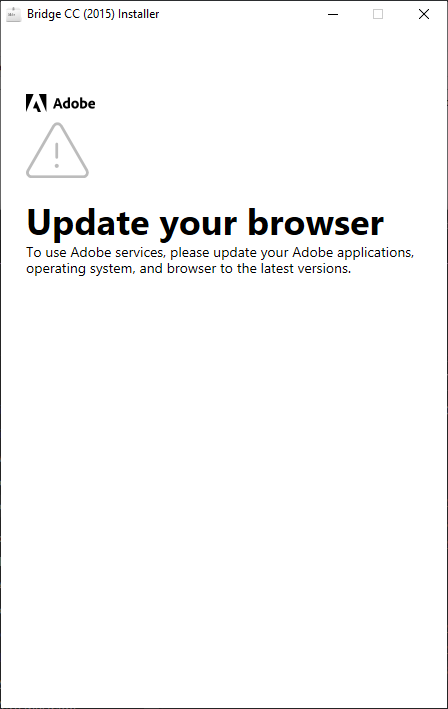 Bridge CC (2015) Installer
Adobe
Update your browser
To use Adobe services, please update your Adobe applications,
operating system, and browser to the latest versions.